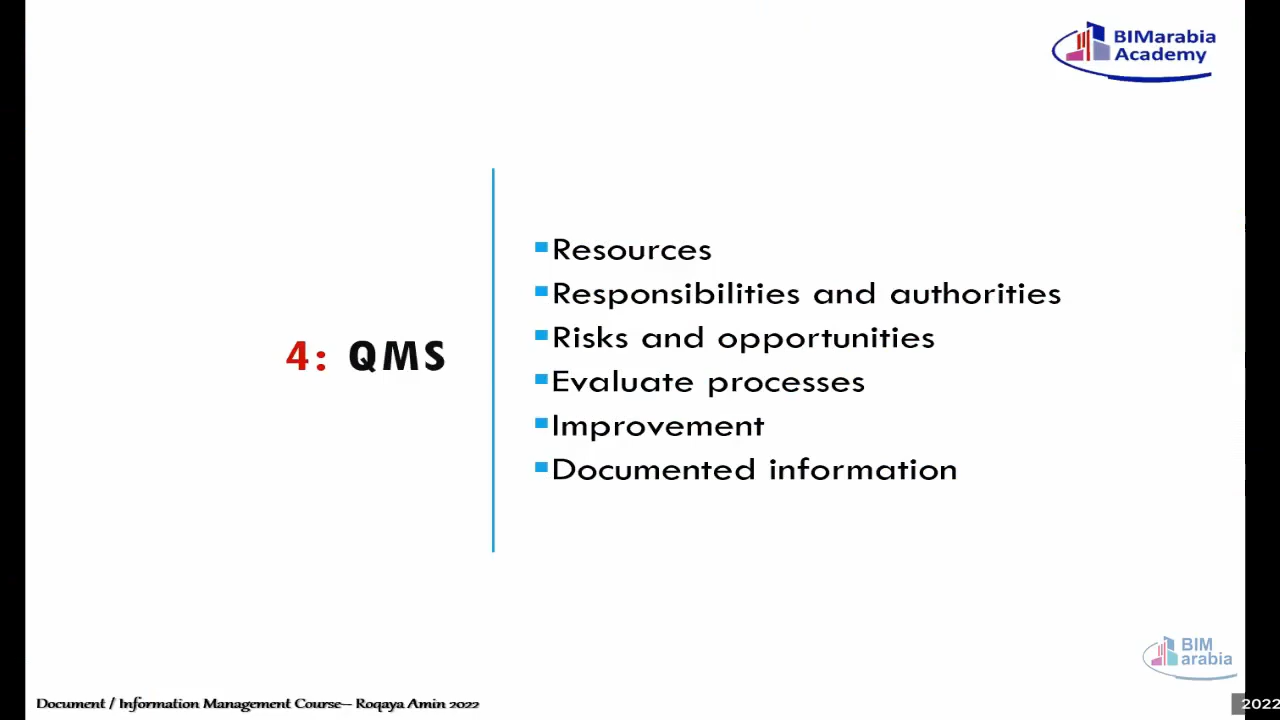 BIMarabia
Academy
4: QMS
Resources
Responsibilities and authorities
Risks and opportunities
Evaluate processes
Improvement
Documented information
BIM
arabia
Document / Information Management Course– Roqaya Amin 2022
2022